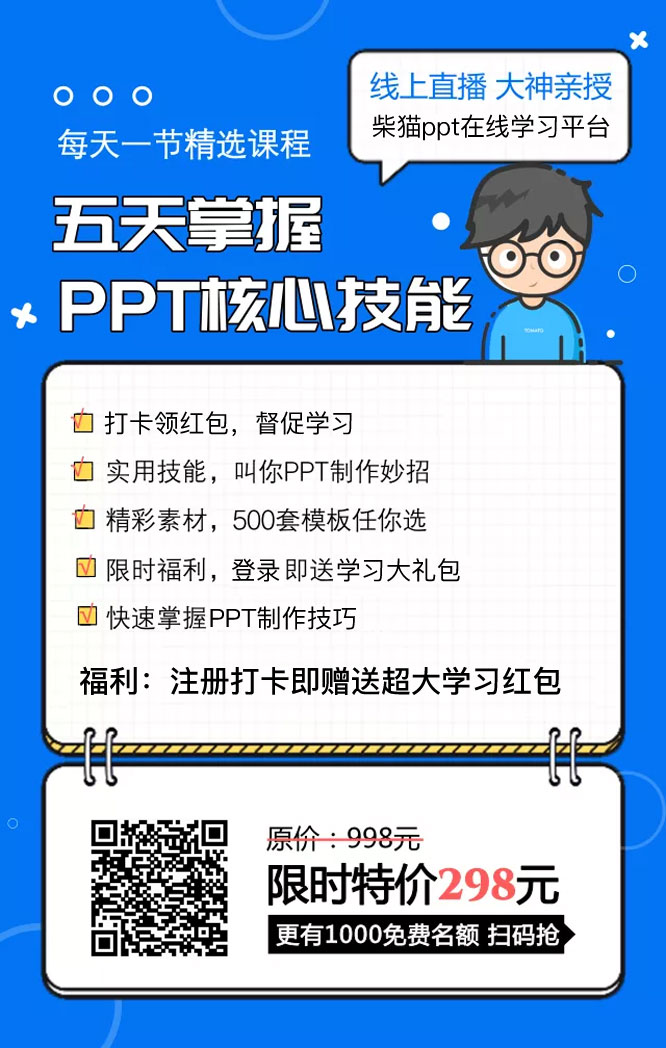 线上直播 大神亲授
柴猫ppt在线学习平台
每天一节精选课程
五天掌握
PPT核心技能
TOMATO
打卡领红包，督促学习
实用技能，叫你PPT制作妙招
精彩素材，500套模板任你选
限时福利，登录即送学习大礼包
快速掌握PPT制作技巧
福利：注册打卡即赠送超大学习红包
原价：998元
限时特价298元
更有1000免费名额 扫码抢